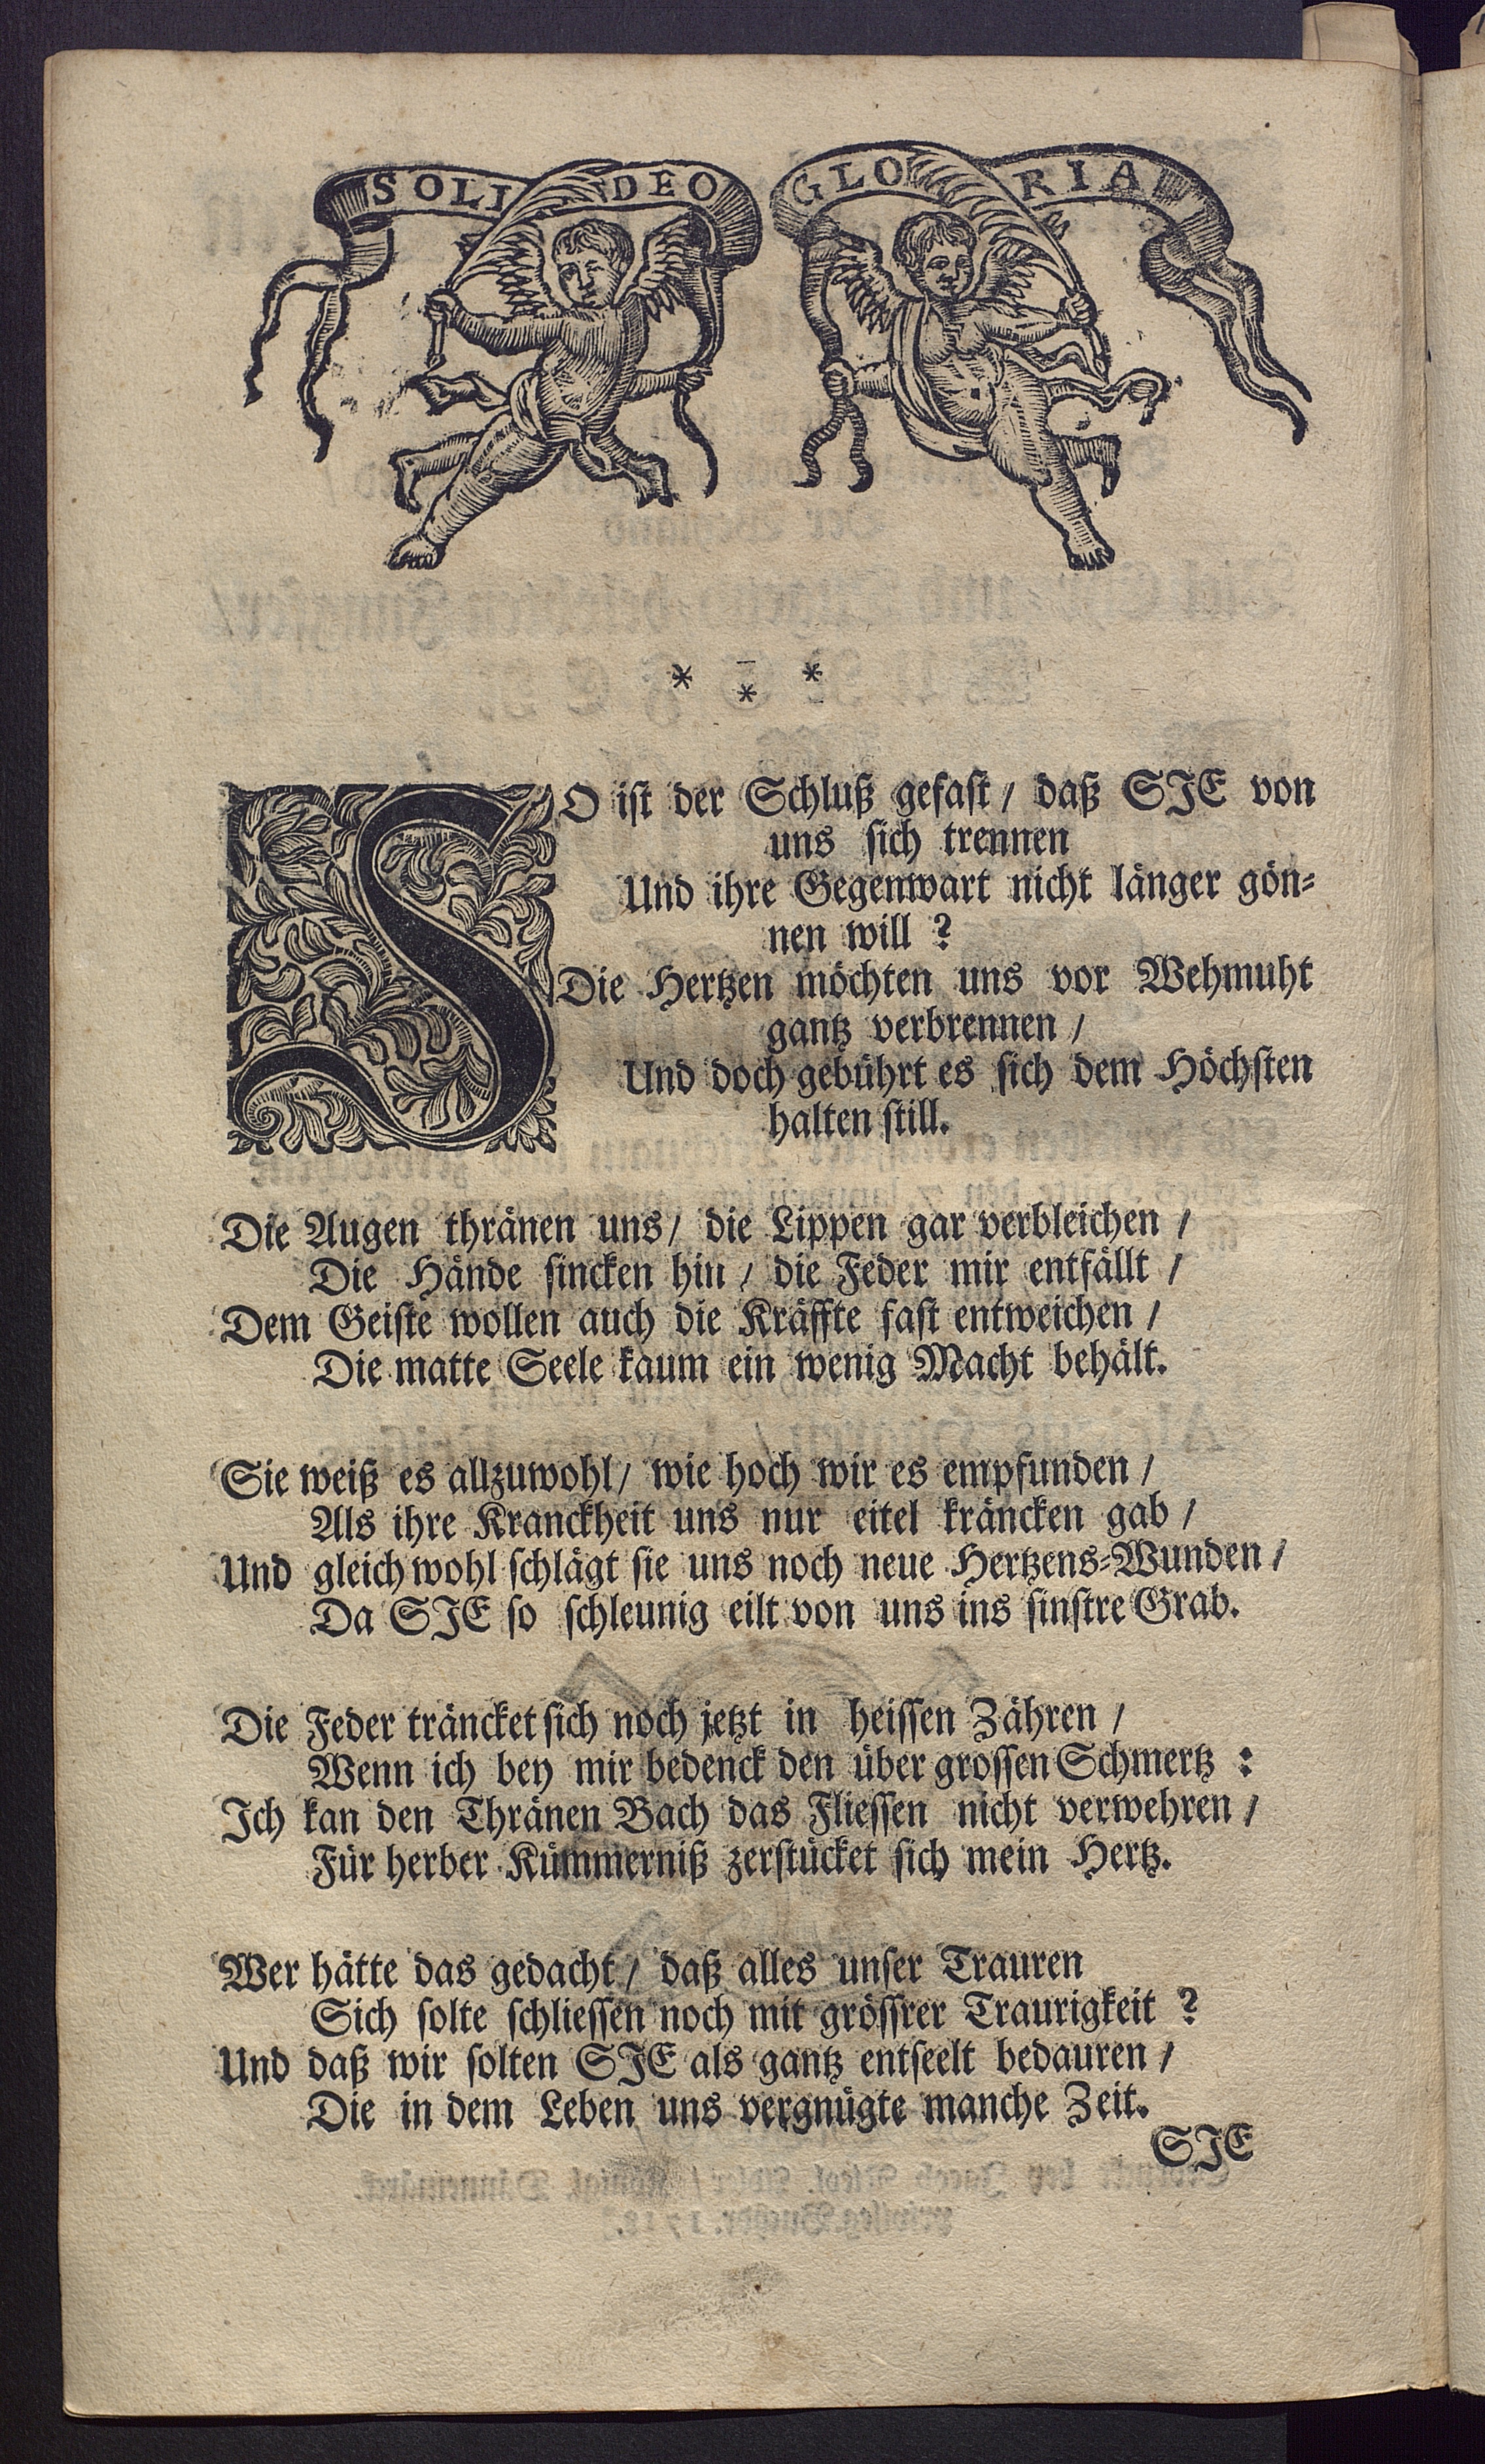 SOLI DEO GLORIA
* * *
SO ist der Schluß gefast / daß SJE von
uns sich trennen
Und ihre Gegenwart nicht länger gön-
nen will ?
Die Hertzen möchten uns vor Wehmuht
gantz verbrennen /
Und doch gebührt es sich dem Höchsten
halten still.
Die Augen thränen uns / die Lippen gar verbleichen /
Die Hände sincken hin / die Feder mir entfällt /
Dem Geiste wollen auch die Kräffte fast entweichen /
Die matte Seele kaum ein wenig Macht behält.
Sie weiß es allzuwohl / wie hoch wir es empfunden /
Als ihre Kranckheit uns nur eitel kräncken gab /
Und gleich wohl schlägt sie uns noch neue Hertzens-Wunden /
Da SJE so schleunig eilt von uns ins finstre Grab.
Die Feder träncket sich noch jetzt in heissen Zähren /
Wenn ich bey mir bedenck den über grossen Schmertz :
Ich kan den Thränen Bach das Fliessen nicht verwehren /
Für herber Kümmerniß zerstücket sich mein Hertz.
Wer hätte das gedacht / daß alles unser Trauren
Sich solte schliessen noch mit grössrer Traurigkeit ?
Und daß wir solten SJE als gantz entseelt bedauren /
Die in dem Leben uns vergnügte manche Zeit.
SJE